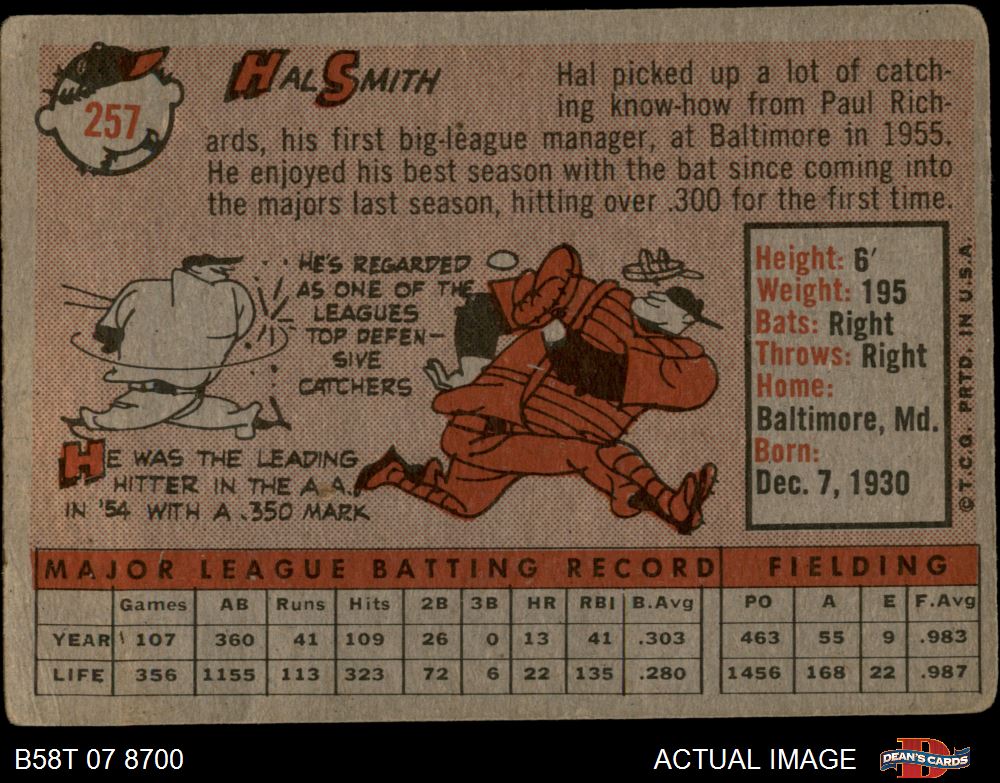 257
HAL SMITH
Hal picked up a lot of catch-
ing know-how from Paul Rich-
ards, his first big-league manager, at Baltimore in 1955.
He enjoyed his best season with the bat since coming into
the majors last season, hitting over .300 for the first time.
HE'S REGARDED
AS ONE OF THE
LEAGUES
TOP DEFEN-
SIVE
CATCHERS
HE WAS THE LEADING
HITTER IN THE A.A.
IN '54 WITH A .350 MARK
Height: 6'
Weight: 195
Bats: Right
Throws: Right
Home:
Baltimore, Md.
Born:
Dec. 7, 1930
© T.C.G. PRTD. IN U.S.A.
MAJOR LEAGUE BATTING RECORD FIELDING
Games AB Runs Hits 2B 3B HR RBI B.Avg PO A E F.Avg
YEAR 107 360 41 109 26 0 13 41 .303 463 55 9 .983
LIFE 356 1155 113 323 72 6 22 135 .280 1456 168 22 .987
B58T 07 8700
ACTUAL IMAGE
D
DEAN'S CARDS